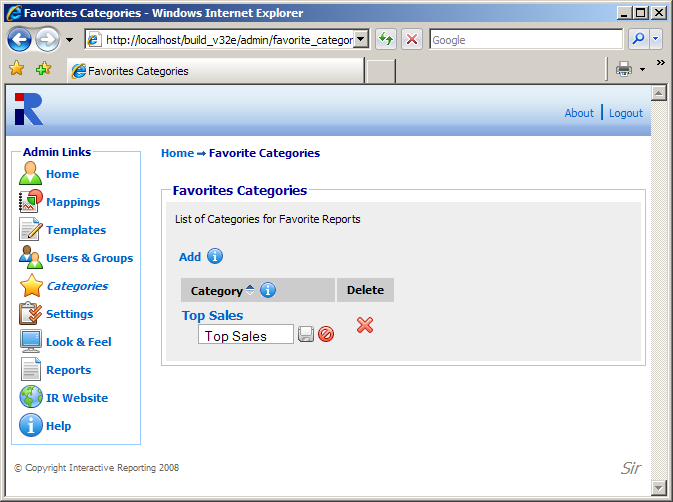 Favorites Categories - Windows Internet Explorer
http://localhost/build_v32e/admin/favorite_categor
Google
Favorites Categories
»
iR
About | Logout
Admin Links
Home
Mappings
Templates
Users & Groups
Categories
Settings
Look & Feel
Reports
IR Website
Help
Home → Favorite Categories
Favorites Categories
List of Categories for Favorite Reports
Add
Category Delete
Top Sales
Top Sales
© Copyright Interactive Reporting 2008
Sir